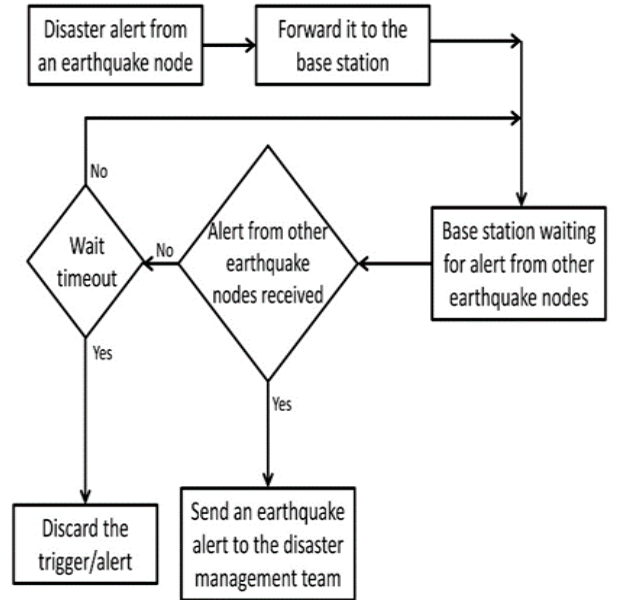 Disaster alert from
an earthquake node
Forward it to the
base station
No
Wait
timeout
No
Alert from other
earthquake
nodes received
Base station waiting
for alert from other
earthquake nodes
Yes
Yes
Discard the
trigger/alert
Send an earthquake
alert to the disaster
management team